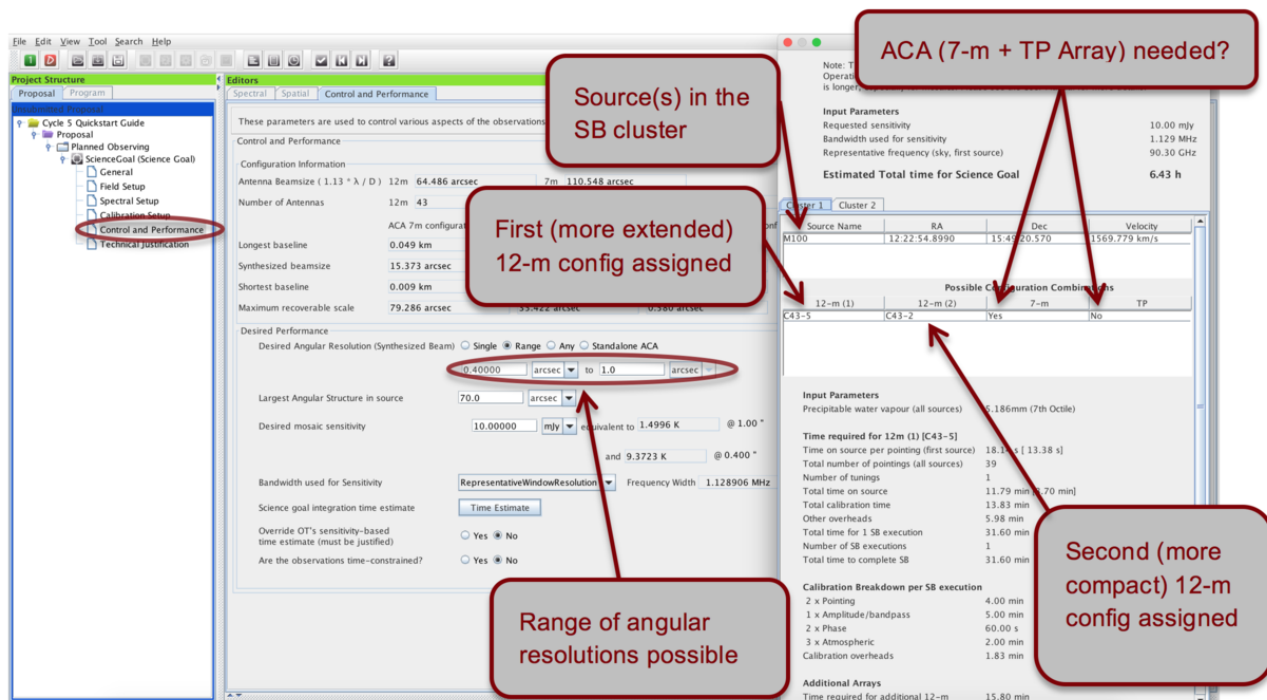 File Edit View Tool Search Help
Project Structure
Proposal Program
Unsubmitted Proposal
Cycle 5 Quickstart Guide
Proposal
Planned Observing
ScienceGoal (Science Goal)
General
Field Setup
Spectral Setup
Calibration Setup
Control and Performance
Technical Justification
Editors
Spectral Spatial Control and Performance
These parameters are used to control various aspects of the observations
Control and Performance
Configuration Information
Antenna Beamsize ( 1.13 * λ / D ) 12m 64.486 arcsec 7m 110.548 arcsec
Number of Antennas 12m 43
ACA 7m configurat
Longest baseline 0.049 km
Synthesized beamsize 15.373 arcsec
Shortest baseline 0.009 km
Maximum recoverable scale 79.286 arcsec
Desired Performance
Desired Angular Resolution (Synthesized Beam) Single Range Any Standalone ACA
0.40000 arcsec to 1.0 arcsec
Largest Angular Structure in source 70.0 arcsec
Desired mosaic sensitivity 10.00000 mJy equivalent to 1.4996 K @ 1.00 "
and 9.3723 K @ 0.400 "
Bandwidth used for Sensitivity RepresentativeWindowResolution Frequency Width 1.128906 MHz
Science goal integration time estimate Time Estimate
Override OT's sensitivity-based
time estimate (must be justified) Yes No
Are the observations time-constrained? Yes No
Source(s) in the
SB cluster
First (more extended)
12-m config assigned
Range of angular
resolutions possible
ACA (7-m + TP Array) needed?
Second (more
compact) 12-m
config assigned
Input Parameters
Requested sensitivity 10.00 mJy
Bandwidth used for sensitivity 1.129 MHz
Representative frequency (sky, first source) 90.30 GHz
Estimated Total time for Science Goal 6.43 h
Cluster 1 Cluster 2
Source Name RA Dec Velocity
M100 12:22:54.8990 15:49:20.570 1569.779 km/s
Possible Configuration Combinations
12-m (1) 12-m (2) 7-m TP
C43-5 C43-2 Yes No
Input Parameters
Precipitable water vapour (all sources) 5.186mm (7th Octile)
Time required for 12m (1) [C43-5]
Time on source per pointing (first source) 18.14 s [ 13.38 s]
Total number of pointings (all sources) 39
Number of tunings 1
Total time on source 11.79 min
Total calibration time 13.83 min
Other overheads 5.98 min
Total time for 1 SB execution 31.60 min
Number of SB executions 1
Total time to complete SB 31.60 min
Calibration Breakdown per SB execution
2 x Pointing 4.00 min
1 x Amplitude/bandpass 5.00 min
2 x Phase 60.00 s
3 x Atmospheric 2.00 min
Calibration overheads 1.83 min
Additional Arrays
Time required for additional 12-m 15.80 min